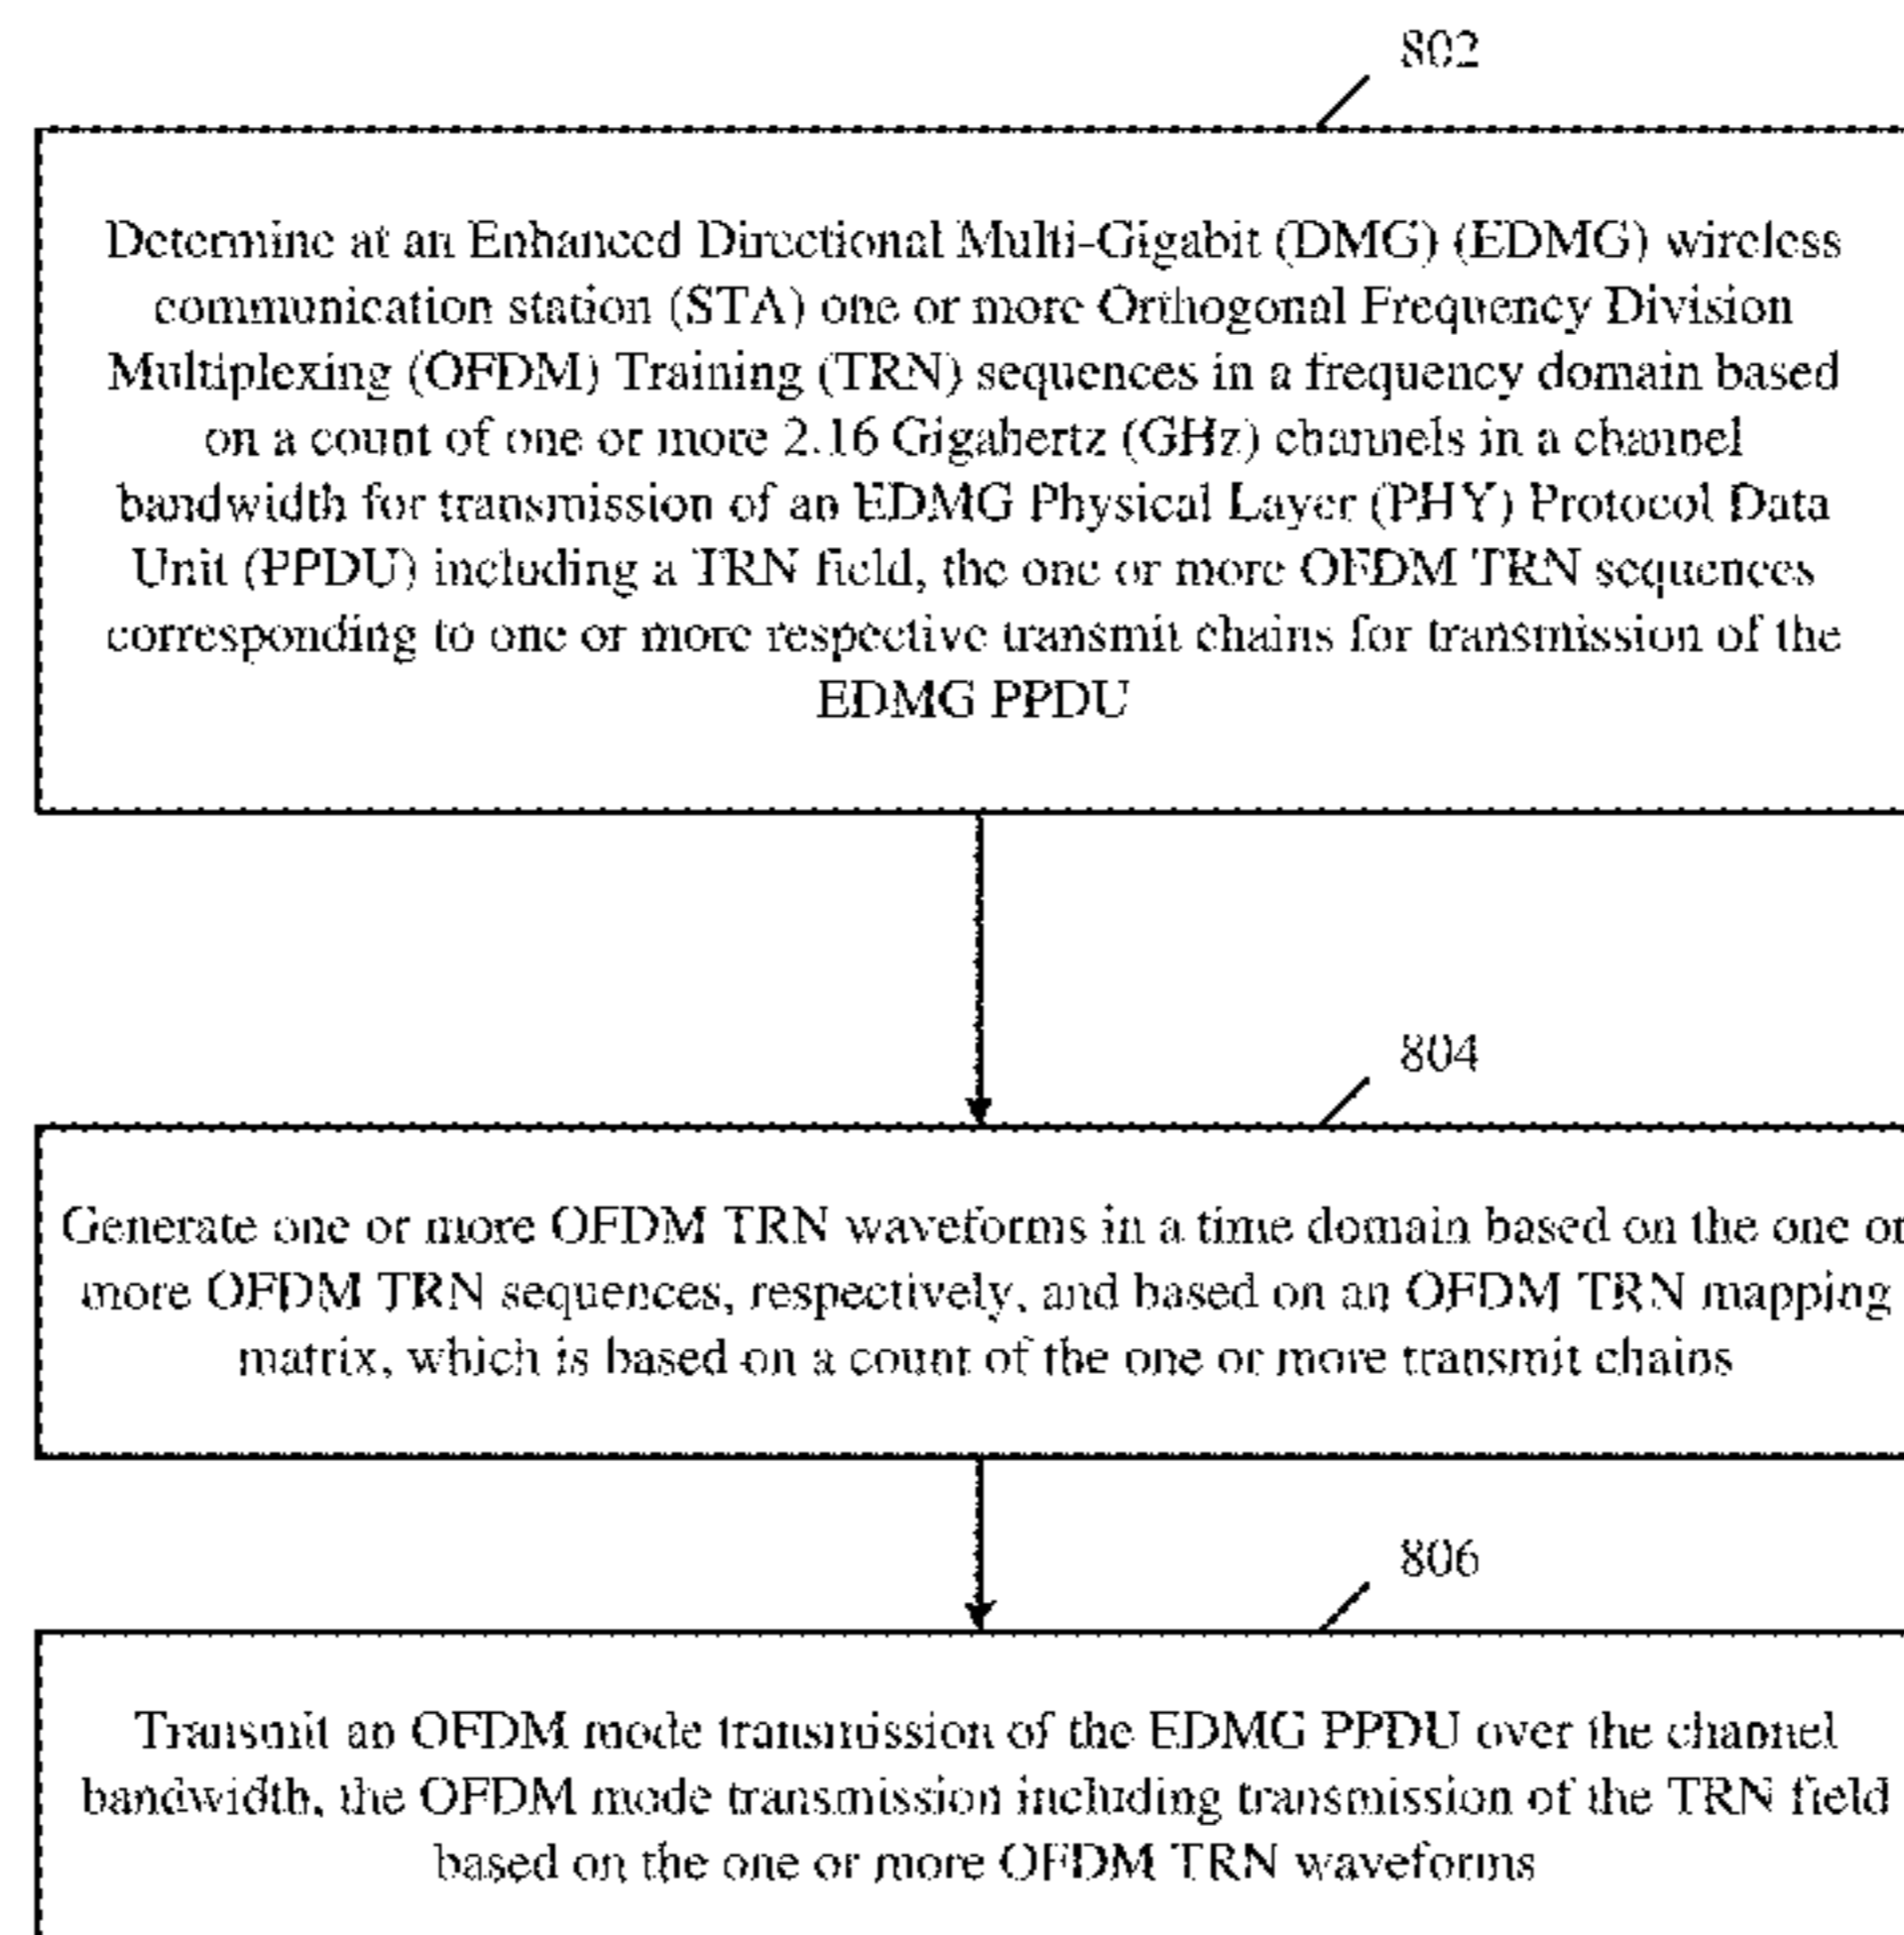 802
Determine at an Enhanced Directional Multi-Gigabit (DMG) (EDMG) wireless
communication station (STA) one or more Orthogonal Frequency Division
Multiplexing (OFDM) Training (TRN) sequences in a frequency domain based
on a count of one or more 2.16 Gigahertz (GHz) channels in a channel
bandwidth for transmission of an EDMG Physical Layer (PHY) Protocol Data
Unit (PPDU) including a TRN field, the one or more OFDM TRN sequences
corresponding to one or more respective transmit chains for transmission of the
EDMG PPDU
804
Generate one or more OFDM TRN waveforms in a time domain based on the one or
more OFDM TRN sequences, respectively, and based on an OFDM TRN mapping
matrix, which is based on a count of the one or more transmit chains
806
Transmit an OFDM mode transmission of the EDMG PPDU over the channel
bandwidth, the OFDM mode transmission including transmission of the TRN field
based on the one or more OFDM TRN waveforms